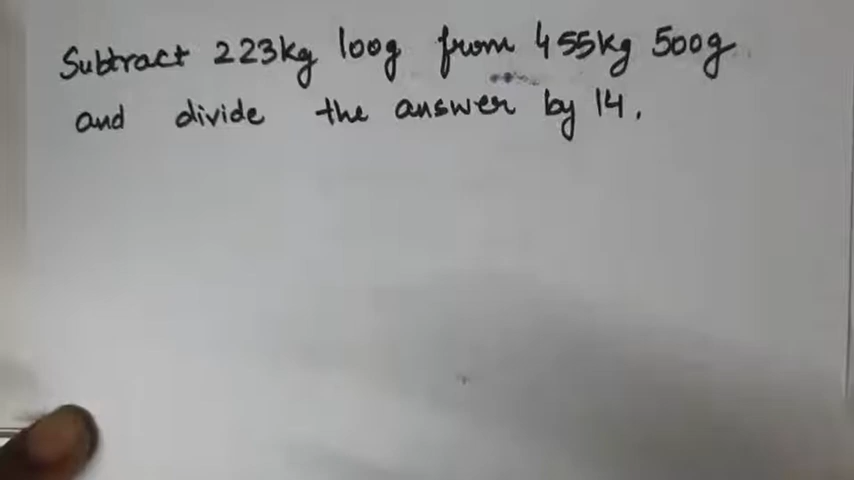 Subtract 223kg 100g from 455kg 500g
and divide the answer by 14.